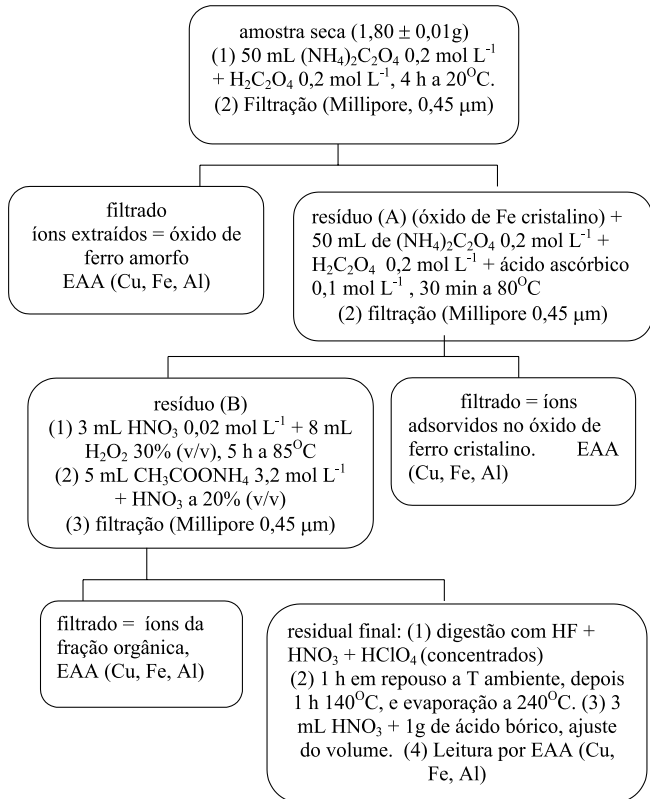 amostra seca (1,80 ± 0,01g)
(1) 50 mL (NH₄)₂C₂O₄ 0,2 mol L⁻¹
+ H₂C₂O₄ 0,2 mol L⁻¹, 4 h a 20ᴼC.
(2) Filtração (Millipore, 0,45 μm)
filtrado
íons extraídos = óxido de
ferro amorfo
EAA (Cu, Fe, Al)
resíduo (A) (óxido de Fe cristalino) +
50 mL de (NH₄)₂C₂O₄ 0,2 mol L⁻¹ +
H₂C₂O₄ 0,2 mol L⁻¹ + ácido ascórbico
0,1 mol L⁻¹ , 30 min a 80ᴼC
(2) filtração (Millipore 0,45 μm)
resíduo (B)
(1) 3 mL HNO₃ 0,02 mol L⁻¹ + 8 mL
H₂O₂ 30% (v/v), 5 h a 85ᴼC
(2) 5 mL CH₃COONH₄ 3,2 mol L⁻¹
+ HNO₃ a 20% (v/v)
(3) filtração (Millipore 0,45 μm)
filtrado = íons
adsorvidos no óxido de
ferro cristalino. EAA
(Cu, Fe, Al)
filtrado = íons da
fração orgânica,
EAA (Cu, Fe, Al)
residual final: (1) digestão com HF +
HNO₃ + HClO₄ (concentrados)
(2) 1 h em repouso a T ambiente, depois
1 h 140ᴼC, e evaporação a 240ᴼC. (3) 3
mL HNO₃ + 1g de ácido bórico, ajuste
do volume. (4) Leitura por EAA (Cu,
Fe, Al)